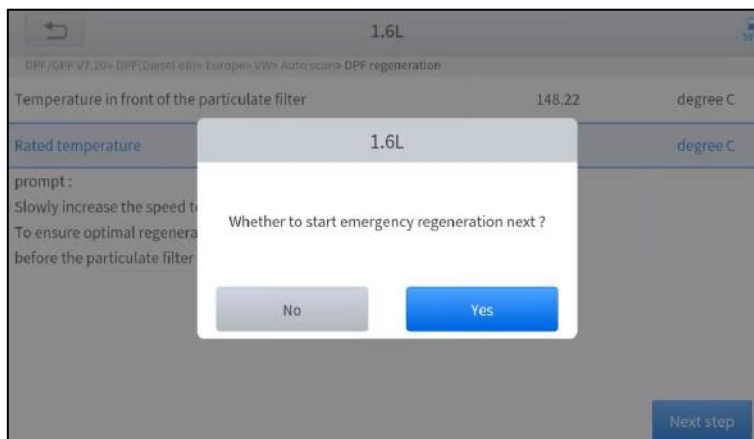 1.6L
DPF/GPF V7.20> DPF(Diesel oil)> Europe> VW> Auto scan> DPF regeneration
Temperature in front of the particulate filter 148.22 degree C
Rated temperature degree C
1.6L
prompt :
Slowly increase the speed t
To ensure optimal regenera
before the particulate filter
Whether to start emergency regeneration next ?
No Yes
Next step